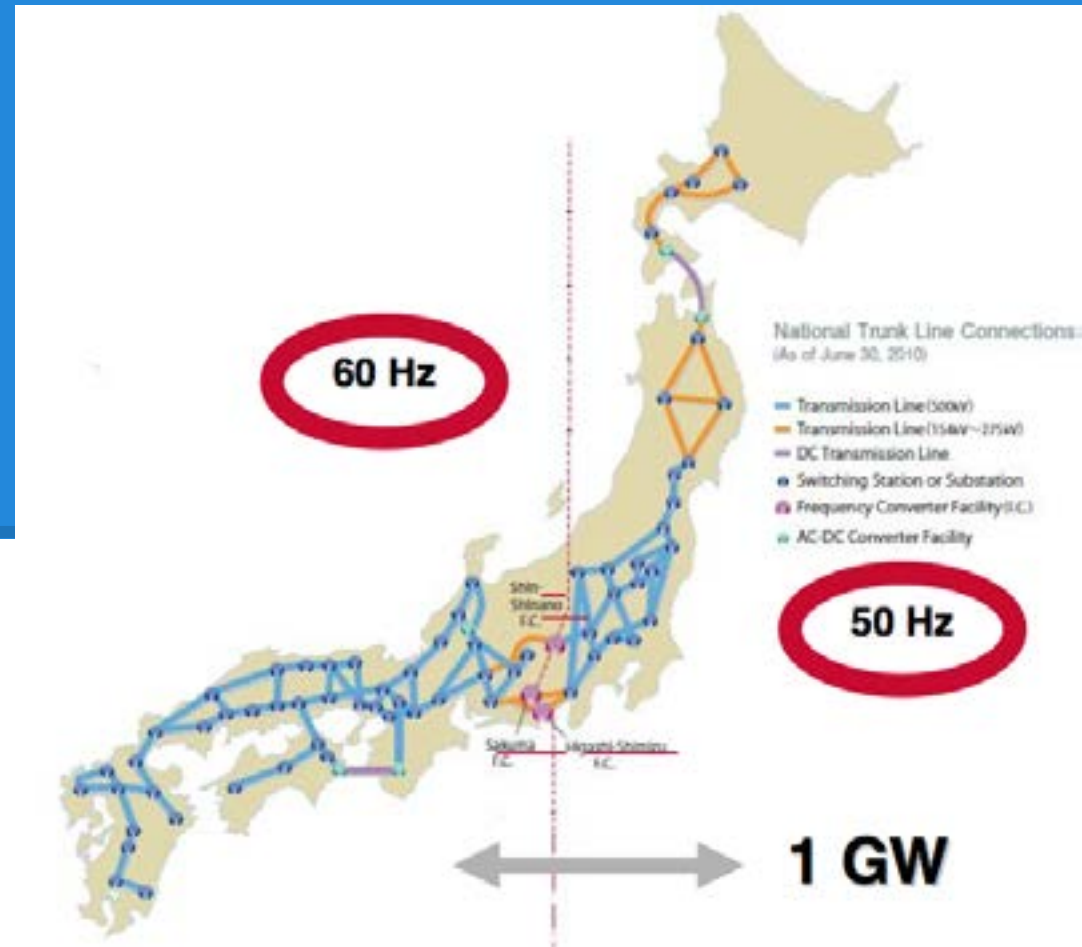 60 Hz
National Trunk Line Connections
(As of June 30, 2010)
Transmission Line (500kV)
Transmission Line (154kV~275kV)
DC Transmission Line
Switching Station or Substation
Frequency Converter Facility (F.C.)
AC-DC Converter Facility
50 Hz
Shin-
Shinano
F.C.
Sakuma
F.C.
Higashi-Shimizu
F.C.
1 GW